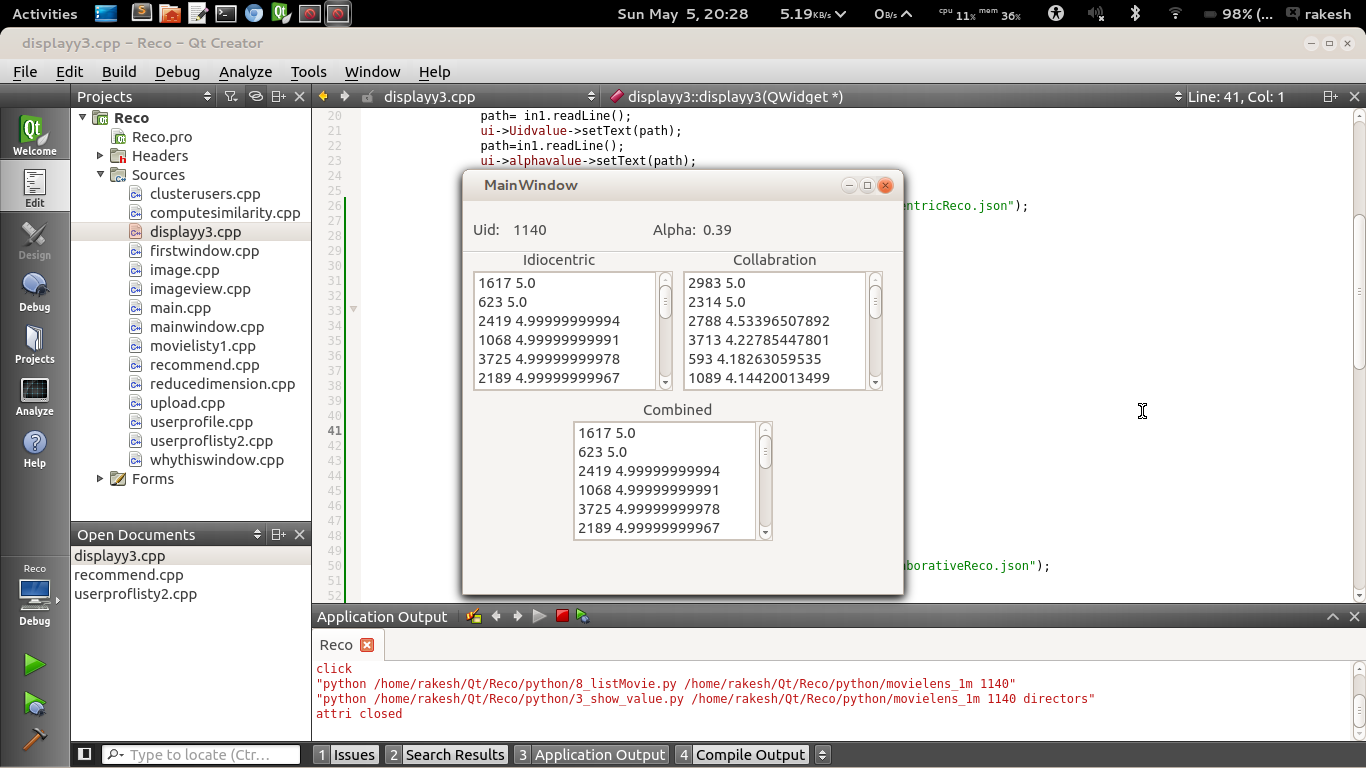 Activities Sun May 5, 20:28 5.19KB/s 0B/s cpu 11% mem 36% 98% (... rakesh
displayy3.cpp – Reco – Qt Creator
File Edit Build Debug Analyze Tools Window Help
Projects displayy3.cpp displayy3::displayy3(QWidget *) Line: 41, Col: 1
Welcome
Edit
Design
Debug
Projects
Analyze
Help
Reco
Debug
Reco
Reco.pro
Headers
Sources
clusterusers.cpp
computesimilarity.cpp
displayy3.cpp
firstwindow.cpp
image.cpp
imageview.cpp
main.cpp
mainwindow.cpp
movielisty1.cpp
recommend.cpp
reducedimension.cpp
upload.cpp
userprofile.cpp
userproflisty2.cpp
whythiswindow.cpp
Forms
Open Documents
displayy3.cpp
recommend.cpp
userproflisty2.cpp
20 path= in1.readLine();
21 ui->Uidvalue->setText(path);
22 path=in1.readLine();
23 ui->alphavalue->setText(path);
24
25
26 entricReco.json");
27
28
29
30
31
32
33
34
35
36
37
38
39
40
41
42
43
44
45
46
47
48
49
50 borativeReco.json");
51
52
MainWindow
Uid: 1140 Alpha: 0.39
Idiocentric
1617 5.0
623 5.0
2419 4.99999999994
1068 4.99999999991
3725 4.99999999978
2189 4.99999999967
Collabration
2983 5.0
2314 5.0
2788 4.53396507892
3713 4.22785447801
593 4.18263059535
1089 4.14420013499
Combined
1617 5.0
623 5.0
2419 4.99999999994
1068 4.99999999991
3725 4.99999999978
2189 4.99999999967
Application Output
Reco
click
"python /home/rakesh/Qt/Reco/python/8_listMovie.py /home/rakesh/Qt/Reco/python/movielens_1m 1140"
"python /home/rakesh/Qt/Reco/python/3_show_value.py /home/rakesh/Qt/Reco/python/movielens_1m 1140 directors"
attri closed
Type to locate (Ctr... 1 Issues 2 Search Results 3 Application Output 4 Compile Output